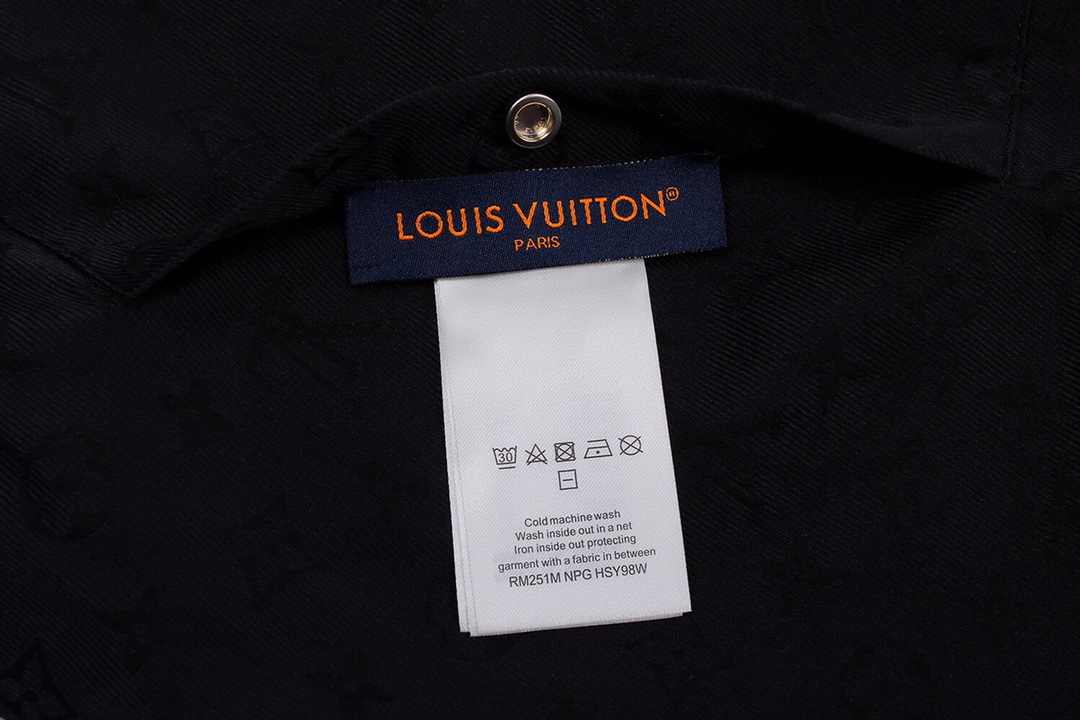 LOUIS VUITTON®
PARIS
30
Cold machine wash
Wash inside out in a net
Iron inside out protecting
garment with a fabric in between
RM251M NPG HSY98W